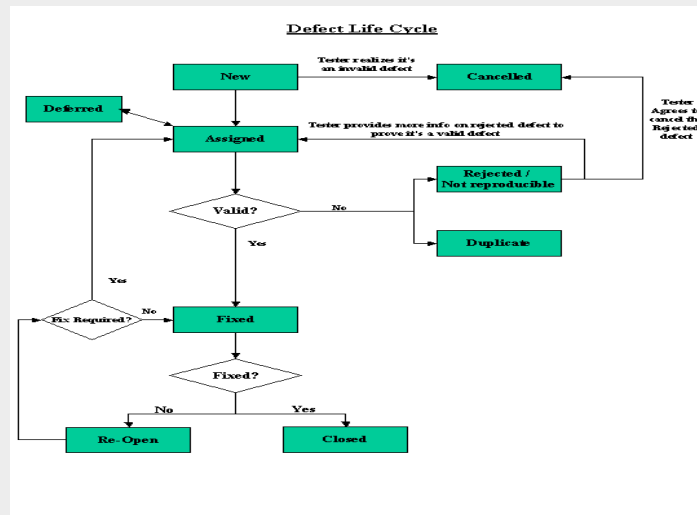 Defect Life Cycle
Tester realizes it's
an invalid defect
New
Cancelled
Deferred
Tester
Agrees t
cancel th
Rejected
defect
Tester provides more info on rejected defect to
prove it's a valid defect
Assigned
Rejected /
Not reproducible
Valid?
No
Duplicate
Yes
Yes
Fix Required?
No
Fixed
Fixed?
No
Yes
Re-Open
Closed